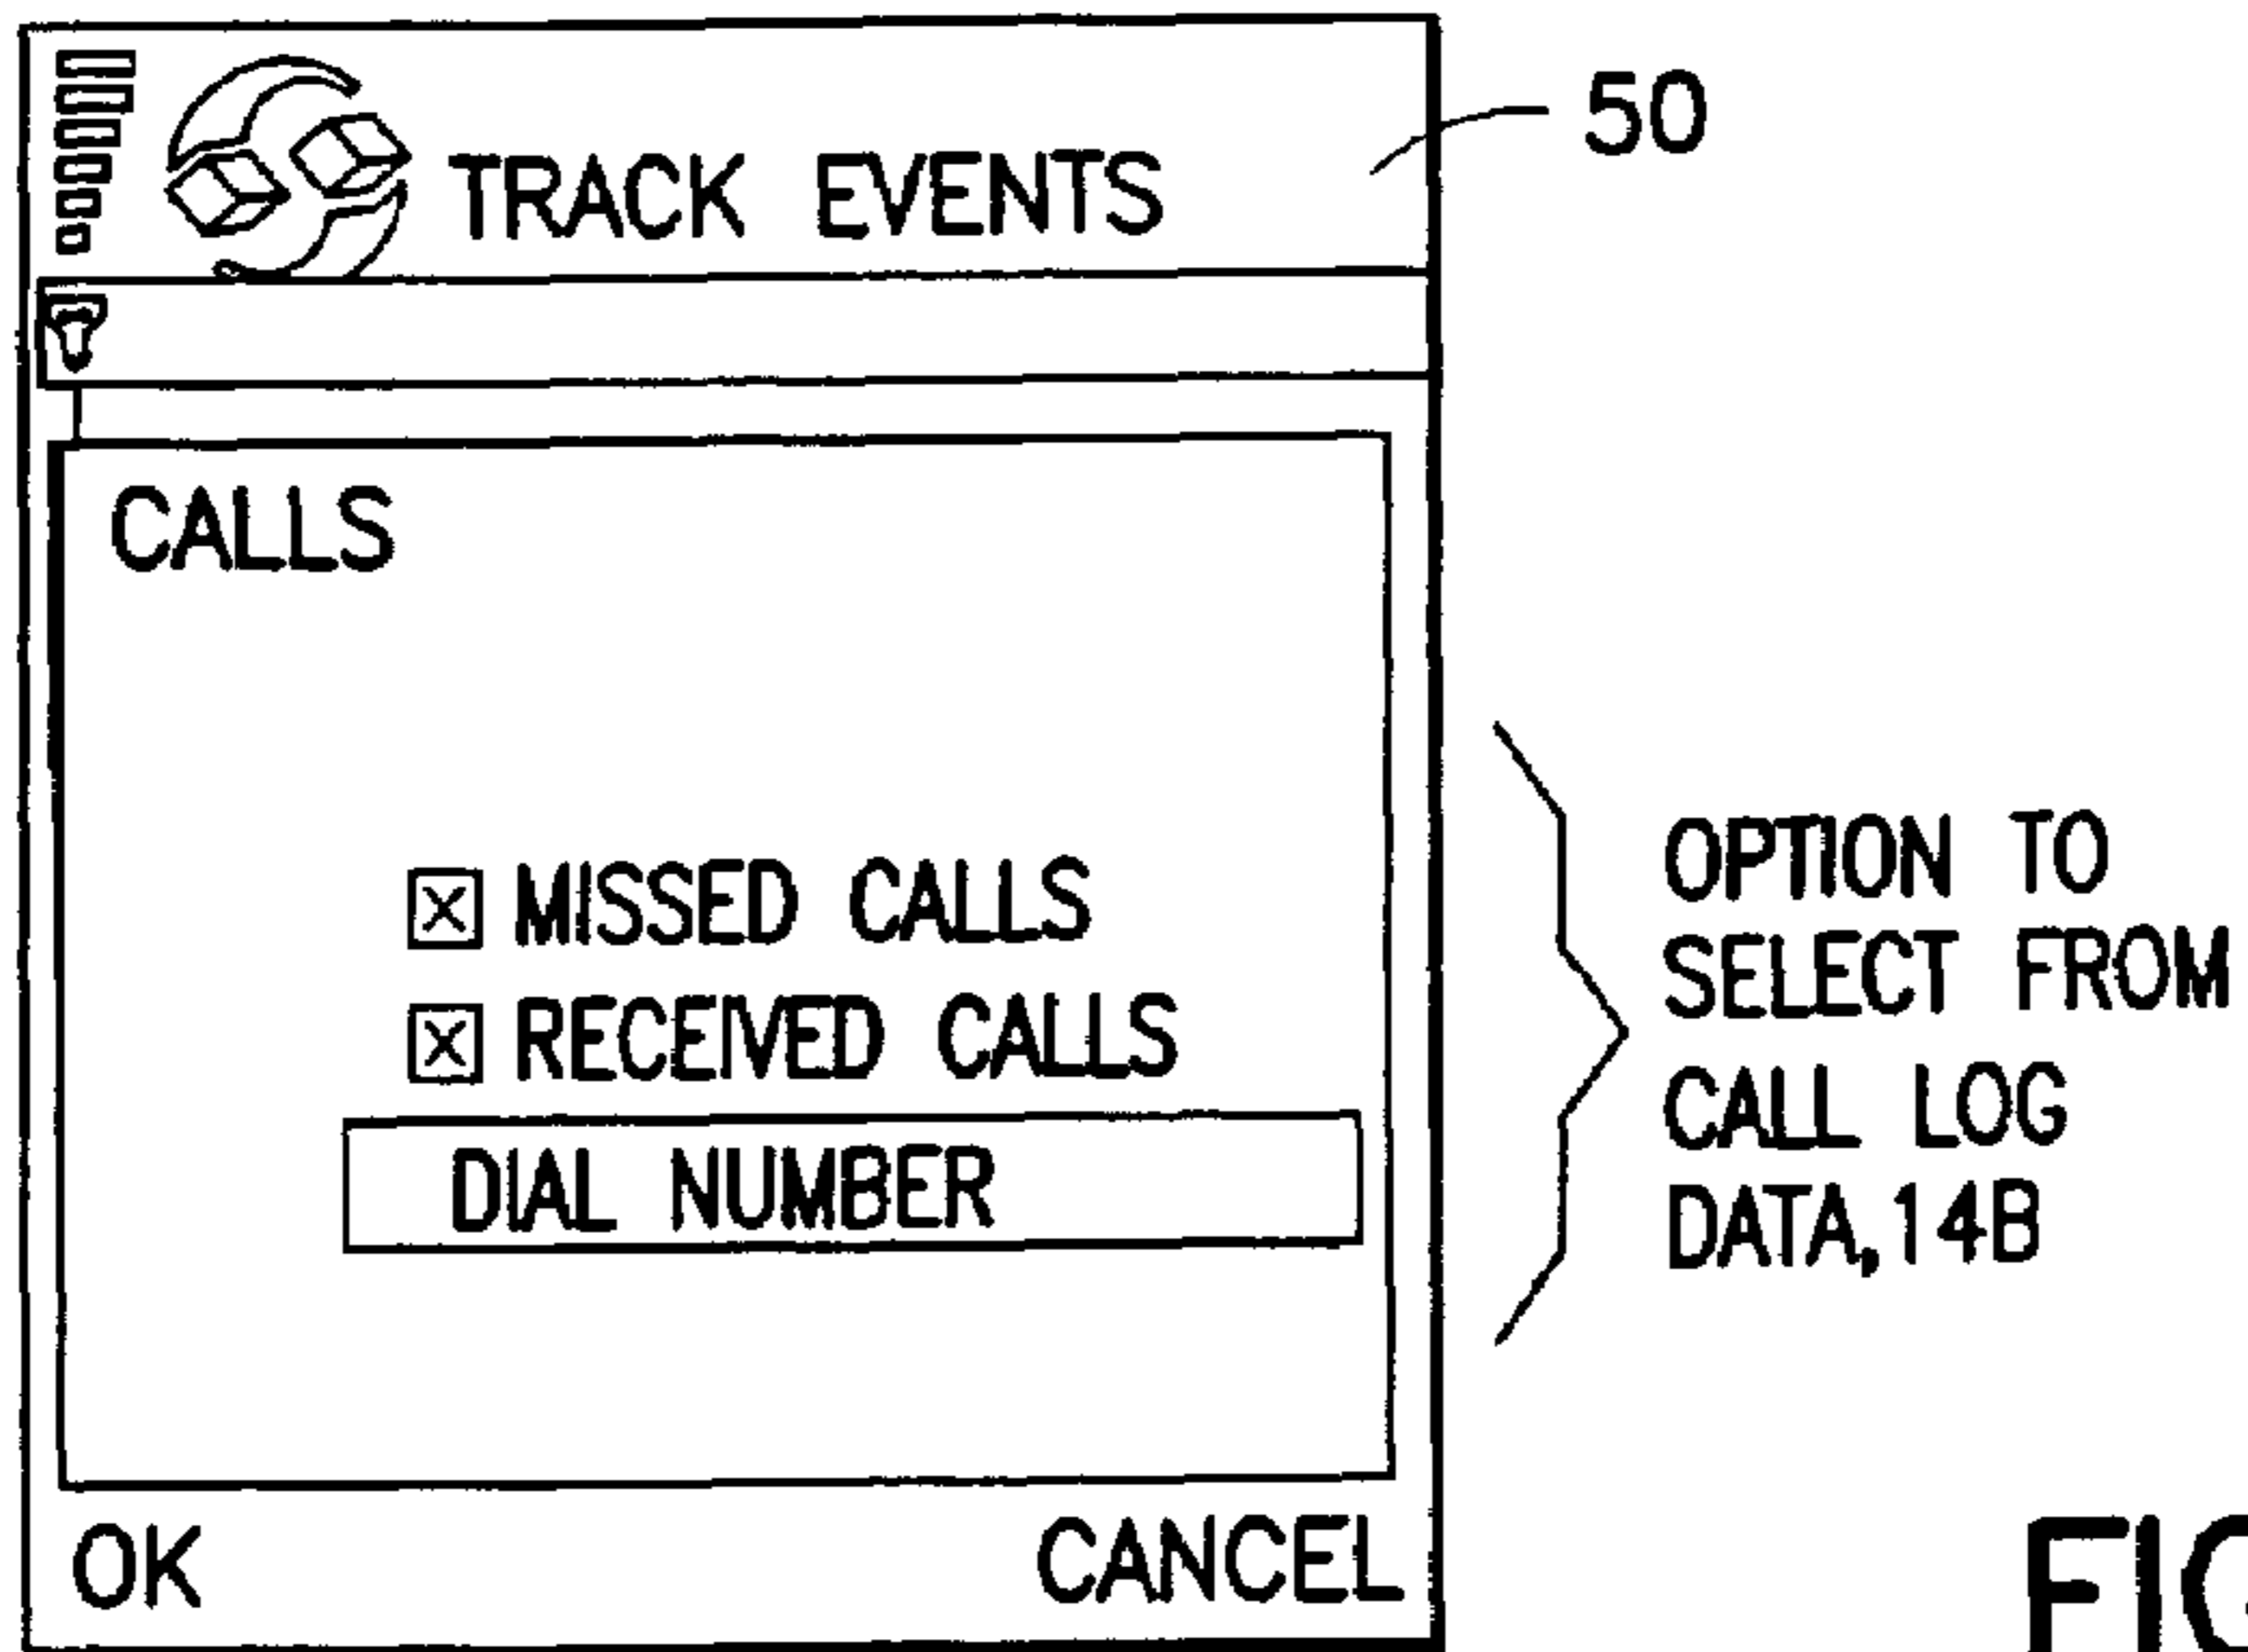 50
TRACK EVENTS
CALLS
MISSED CALLS
RECEIVED CALLS
DIAL NUMBER
OPTION TO
SELECT FROM
CALL LOG
DATA,14B
OK CANCEL
FIG